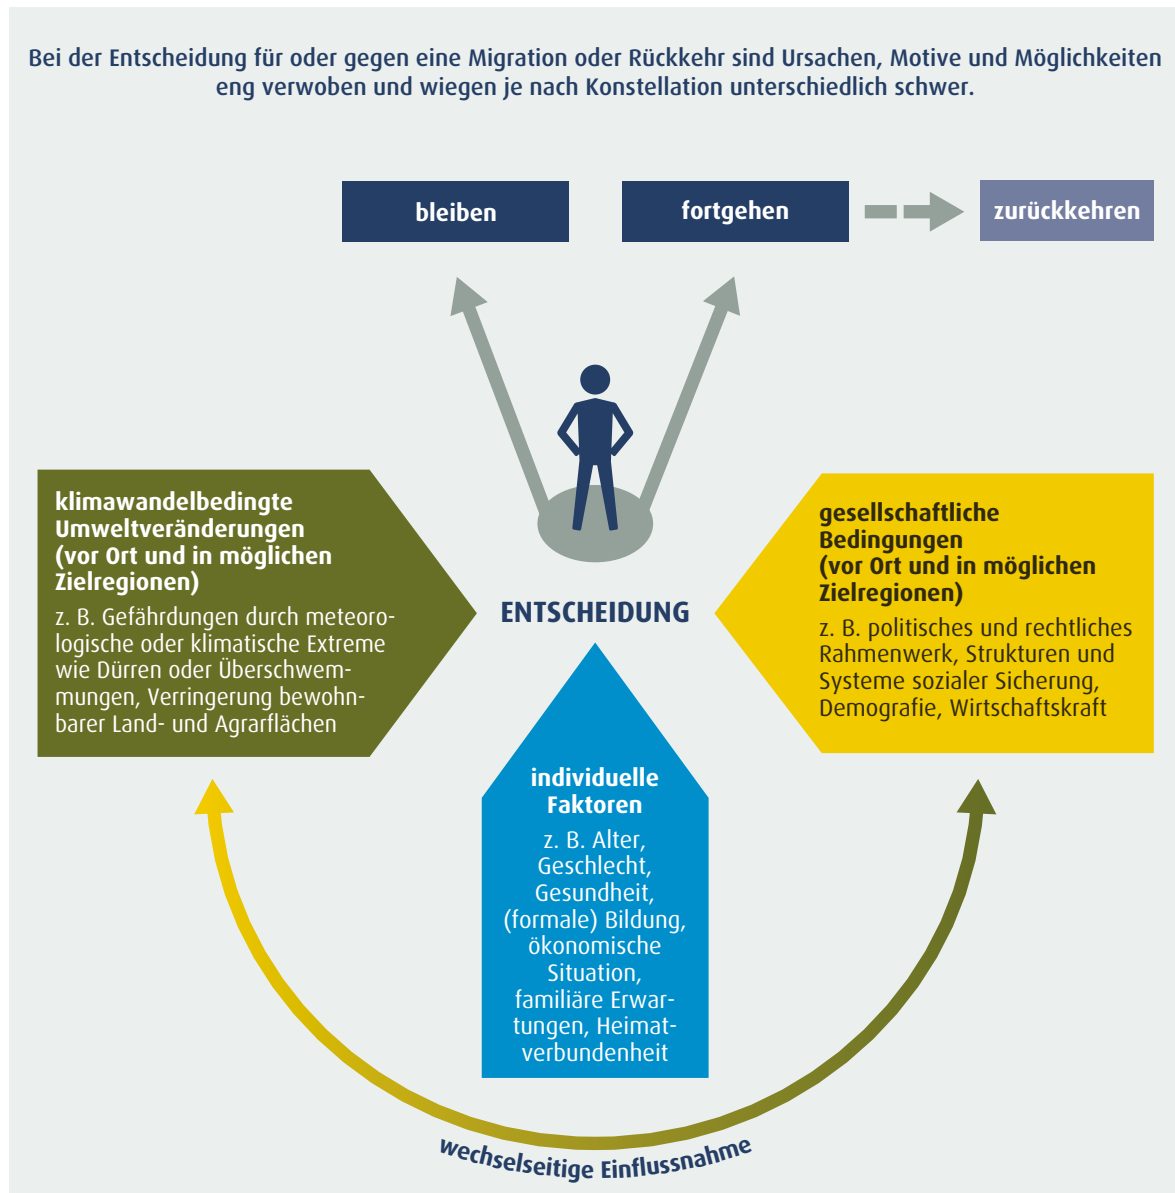 Bei der Entscheidung für oder gegen eine Migration oder Rückkehr sind Ursachen, Motive und Möglichkeiten
eng verwoben und wiegen je nach Konstellation unterschiedlich schwer.
bleiben
fortgehen
zurückkehren
klimawandelbedingte
Umweltveränderungen
(vor Ort und in möglichen
Zielregionen)
z. B. Gefährdungen durch meteoro-
logische oder klimatische Extreme
wie Dürren oder Überschwem-
mungen, Verringerung bewohn-
barer Land- und Agrarflächen
ENTSCHEIDUNG
gesellschaftliche
Bedingungen
(vor Ort und in möglichen
Zielregionen)
z. B. politisches und rechtliches
Rahmenwerk, Strukturen und
Systeme sozialer Sicherung,
Demografie, Wirtschaftskraft
individuelle
Faktoren
z. B. Alter,
Geschlecht,
Gesundheit,
(formale) Bildung,
ökonomische
Situation,
familiäre Erwar-
tungen, Heimat-
verbundenheit
wechselseitige Einflussnahme